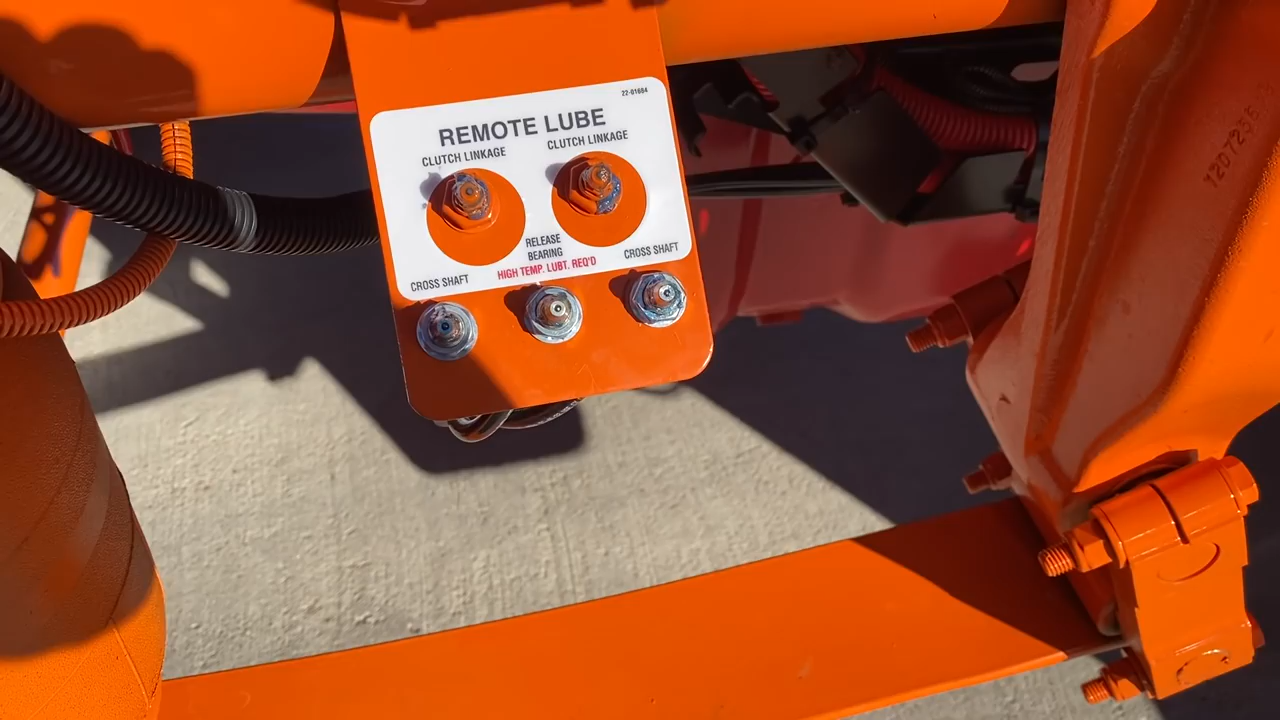 22-01684
REMOTE LUBE
CLUTCH LINKAGE
CLUTCH LINKAGE
RELEASE
BEARING
CROSS SHAFT
HIGH TEMP. LUBT. REQ'D
CROSS SHAFT